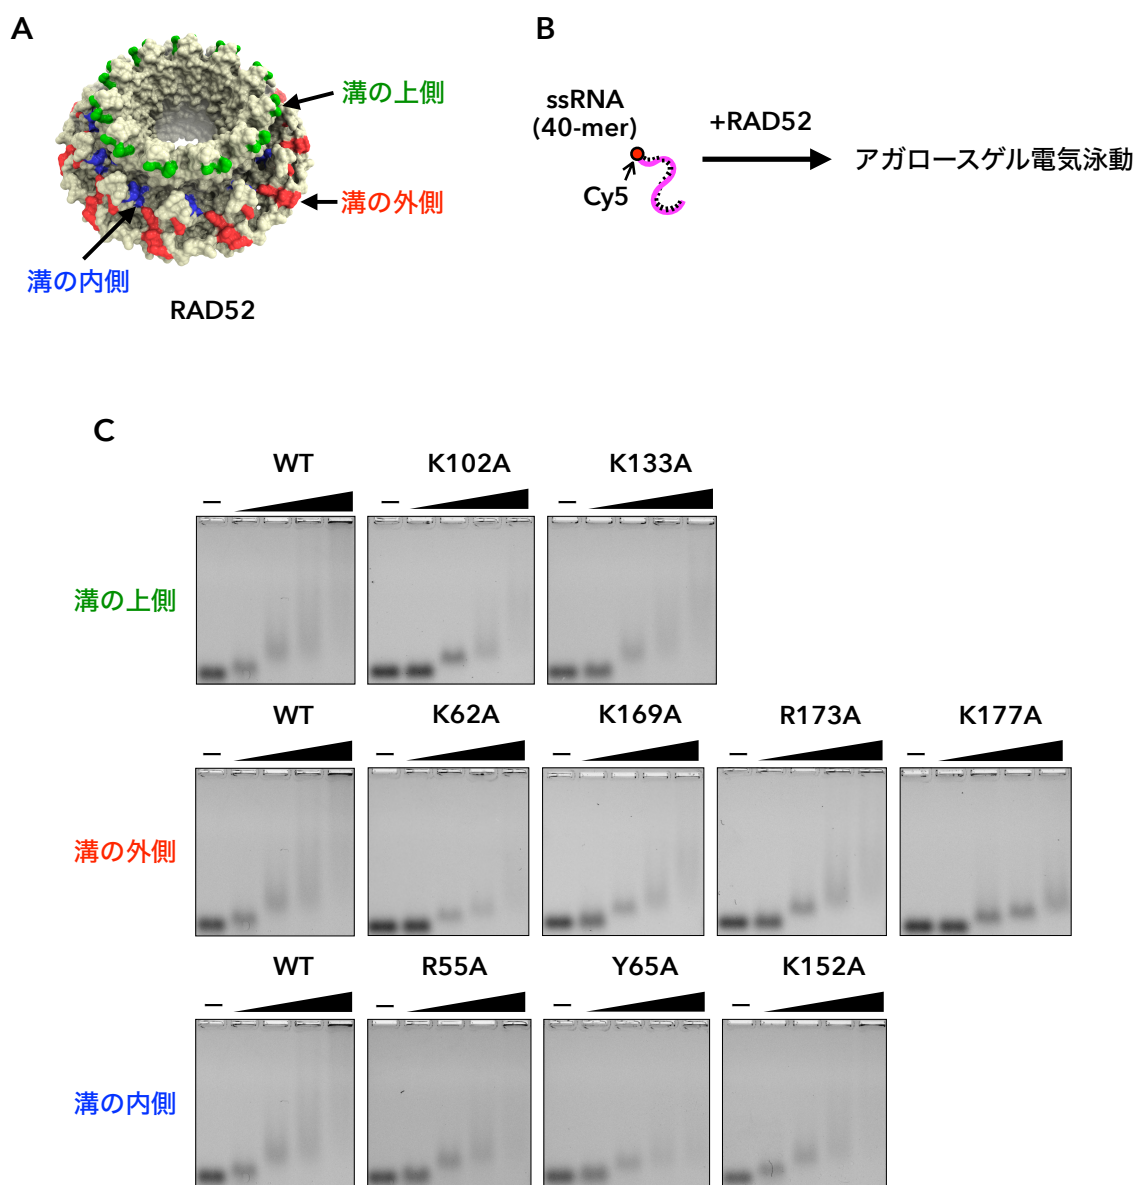 A
溝の上側
溝の外側
溝の内側
RAD52
B
ssRNA
(40-mer)
Cy5
+RAD52
アガロースゲル電気泳動
C
WT K102A K133A
– – –
溝の上側
WT K62A K169A R173A K177A
– – – – –
溝の外側
WT R55A Y65A K152A
– – – –
溝の内側